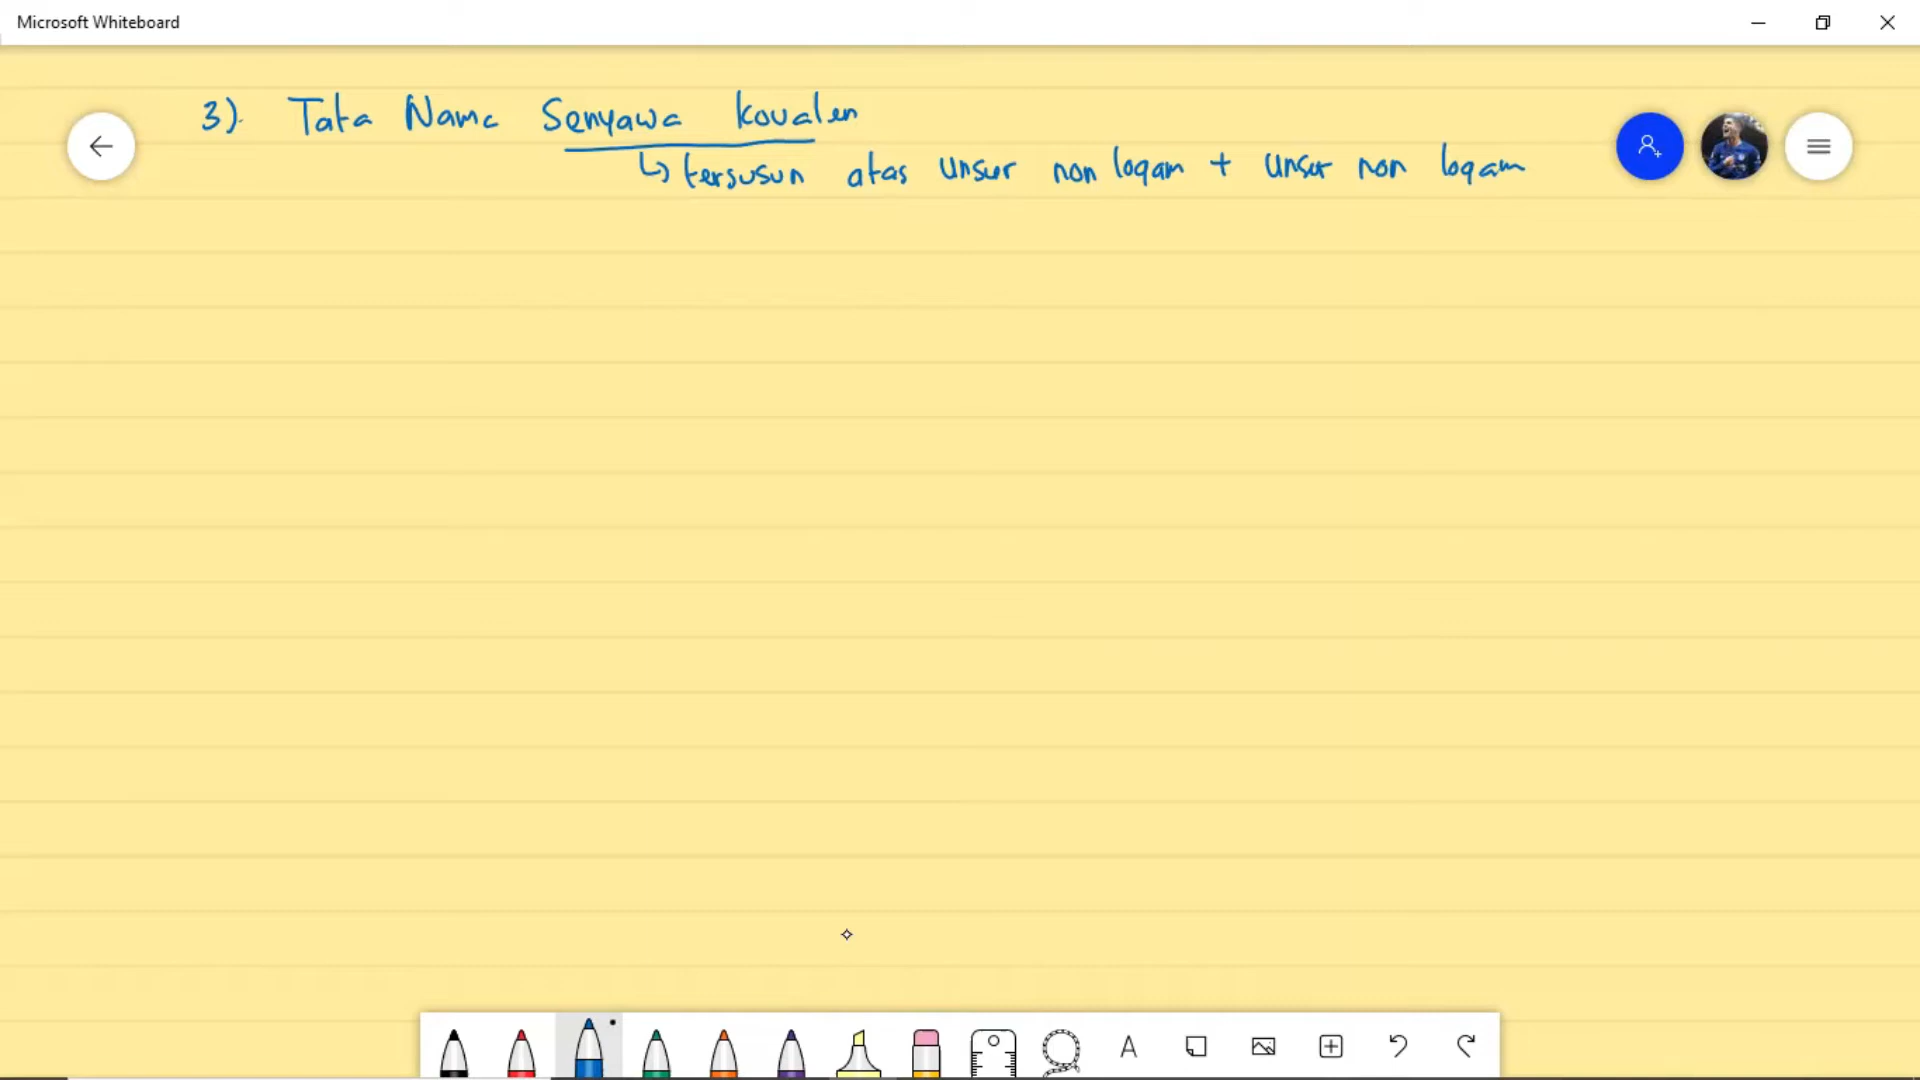 Microsoft Whiteboard
3). Tata Nama Senyawa Kovalen
↳ tersusun atas unsur non logam + unsur non logam